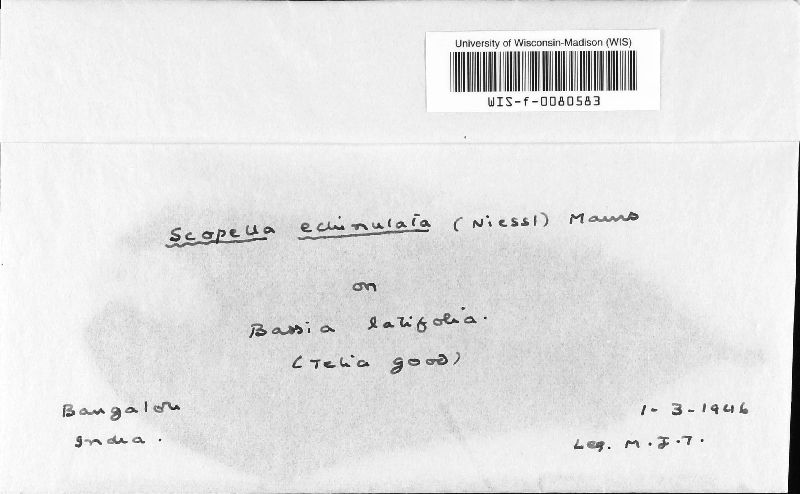 University of Wisconsin-Madison (WIS)
WIS-f-0080583
Scopella echinulata (Niessl) Mains
on
Bassia latifolia.
(Telia good)
Bangalore
India.
1-3-1946
Leg. M.J.T.